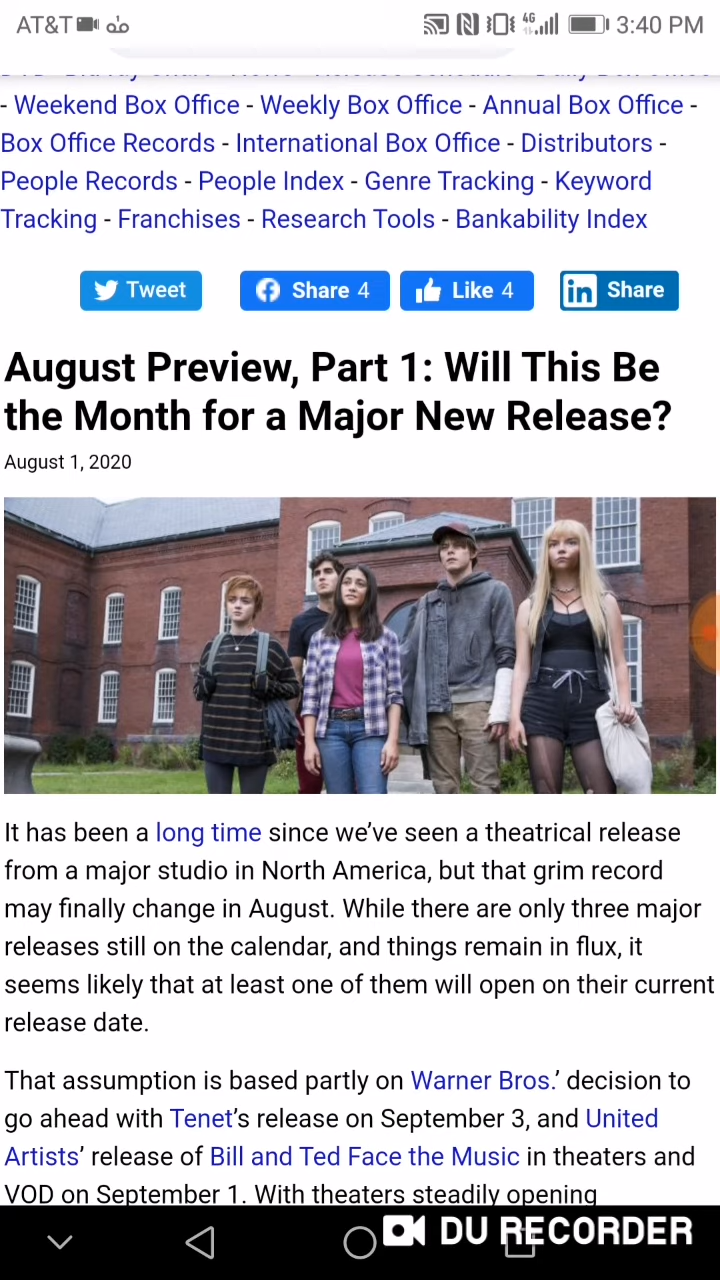 AT&T 4G 3:40 PM
- Weekend Box Office - Weekly Box Office - Annual Box Office -
Box Office Records - International Box Office - Distributors -
People Records - People Index - Genre Tracking - Keyword
Tracking - Franchises - Research Tools - Bankability Index
Tweet Share 4 Like 4 in Share
August Preview, Part 1: Will This Be
the Month for a Major New Release?
August 1, 2020
It has been a long time since we’ve seen a theatrical release
from a major studio in North America, but that grim record
may finally change in August. While there are only three major
releases still on the calendar, and things remain in flux, it
seems likely that at least one of them will open on their current
release date.
That assumption is based partly on Warner Bros.’ decision to
go ahead with Tenet’s release on September 3, and United
Artists’ release of Bill and Ted Face the Music in theaters and
VOD on September 1. With theaters steadily opening
DU RECORDER